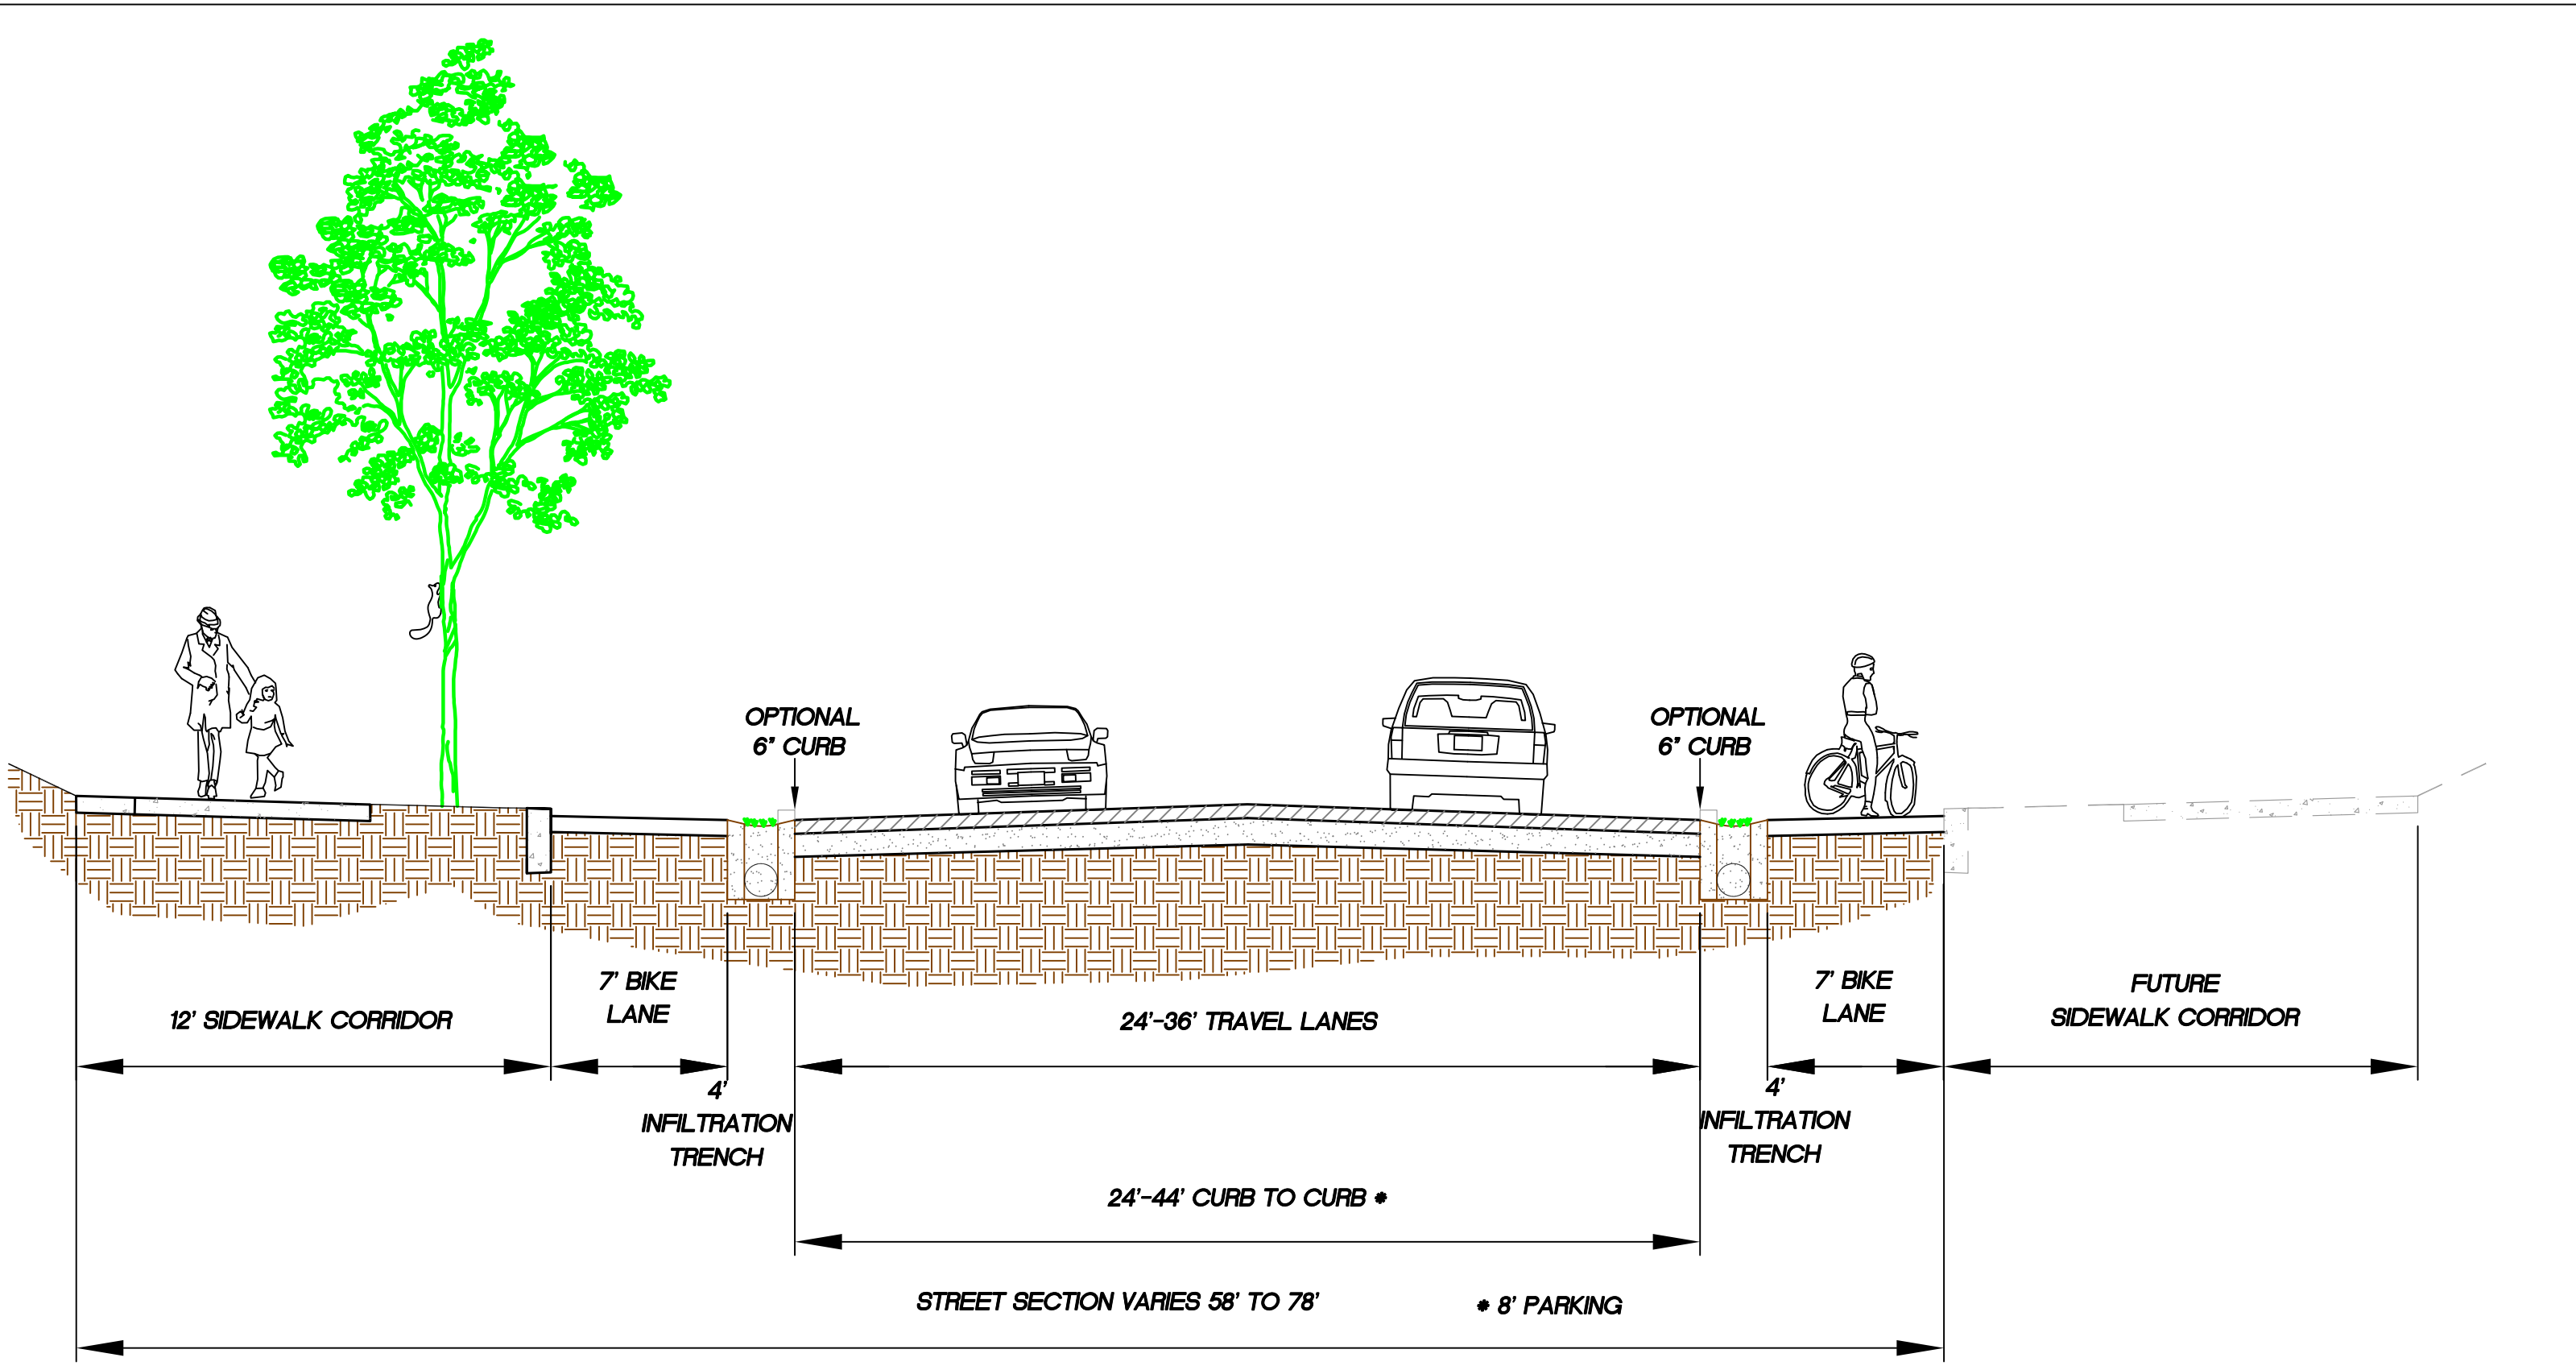 OPTIONAL
6" CURB
OPTIONAL
6" CURB
12' SIDEWALK CORRIDOR
7' BIKE
LANE
24'-36' TRAVEL LANES
7' BIKE
LANE
FUTURE
SIDEWALK CORRIDOR
4'
INFILTRATION
TRENCH
4'
INFILTRATION
TRENCH
24'-44' CURB TO CURB *
STREET SECTION VARIES 58' TO 78'
* 8' PARKING